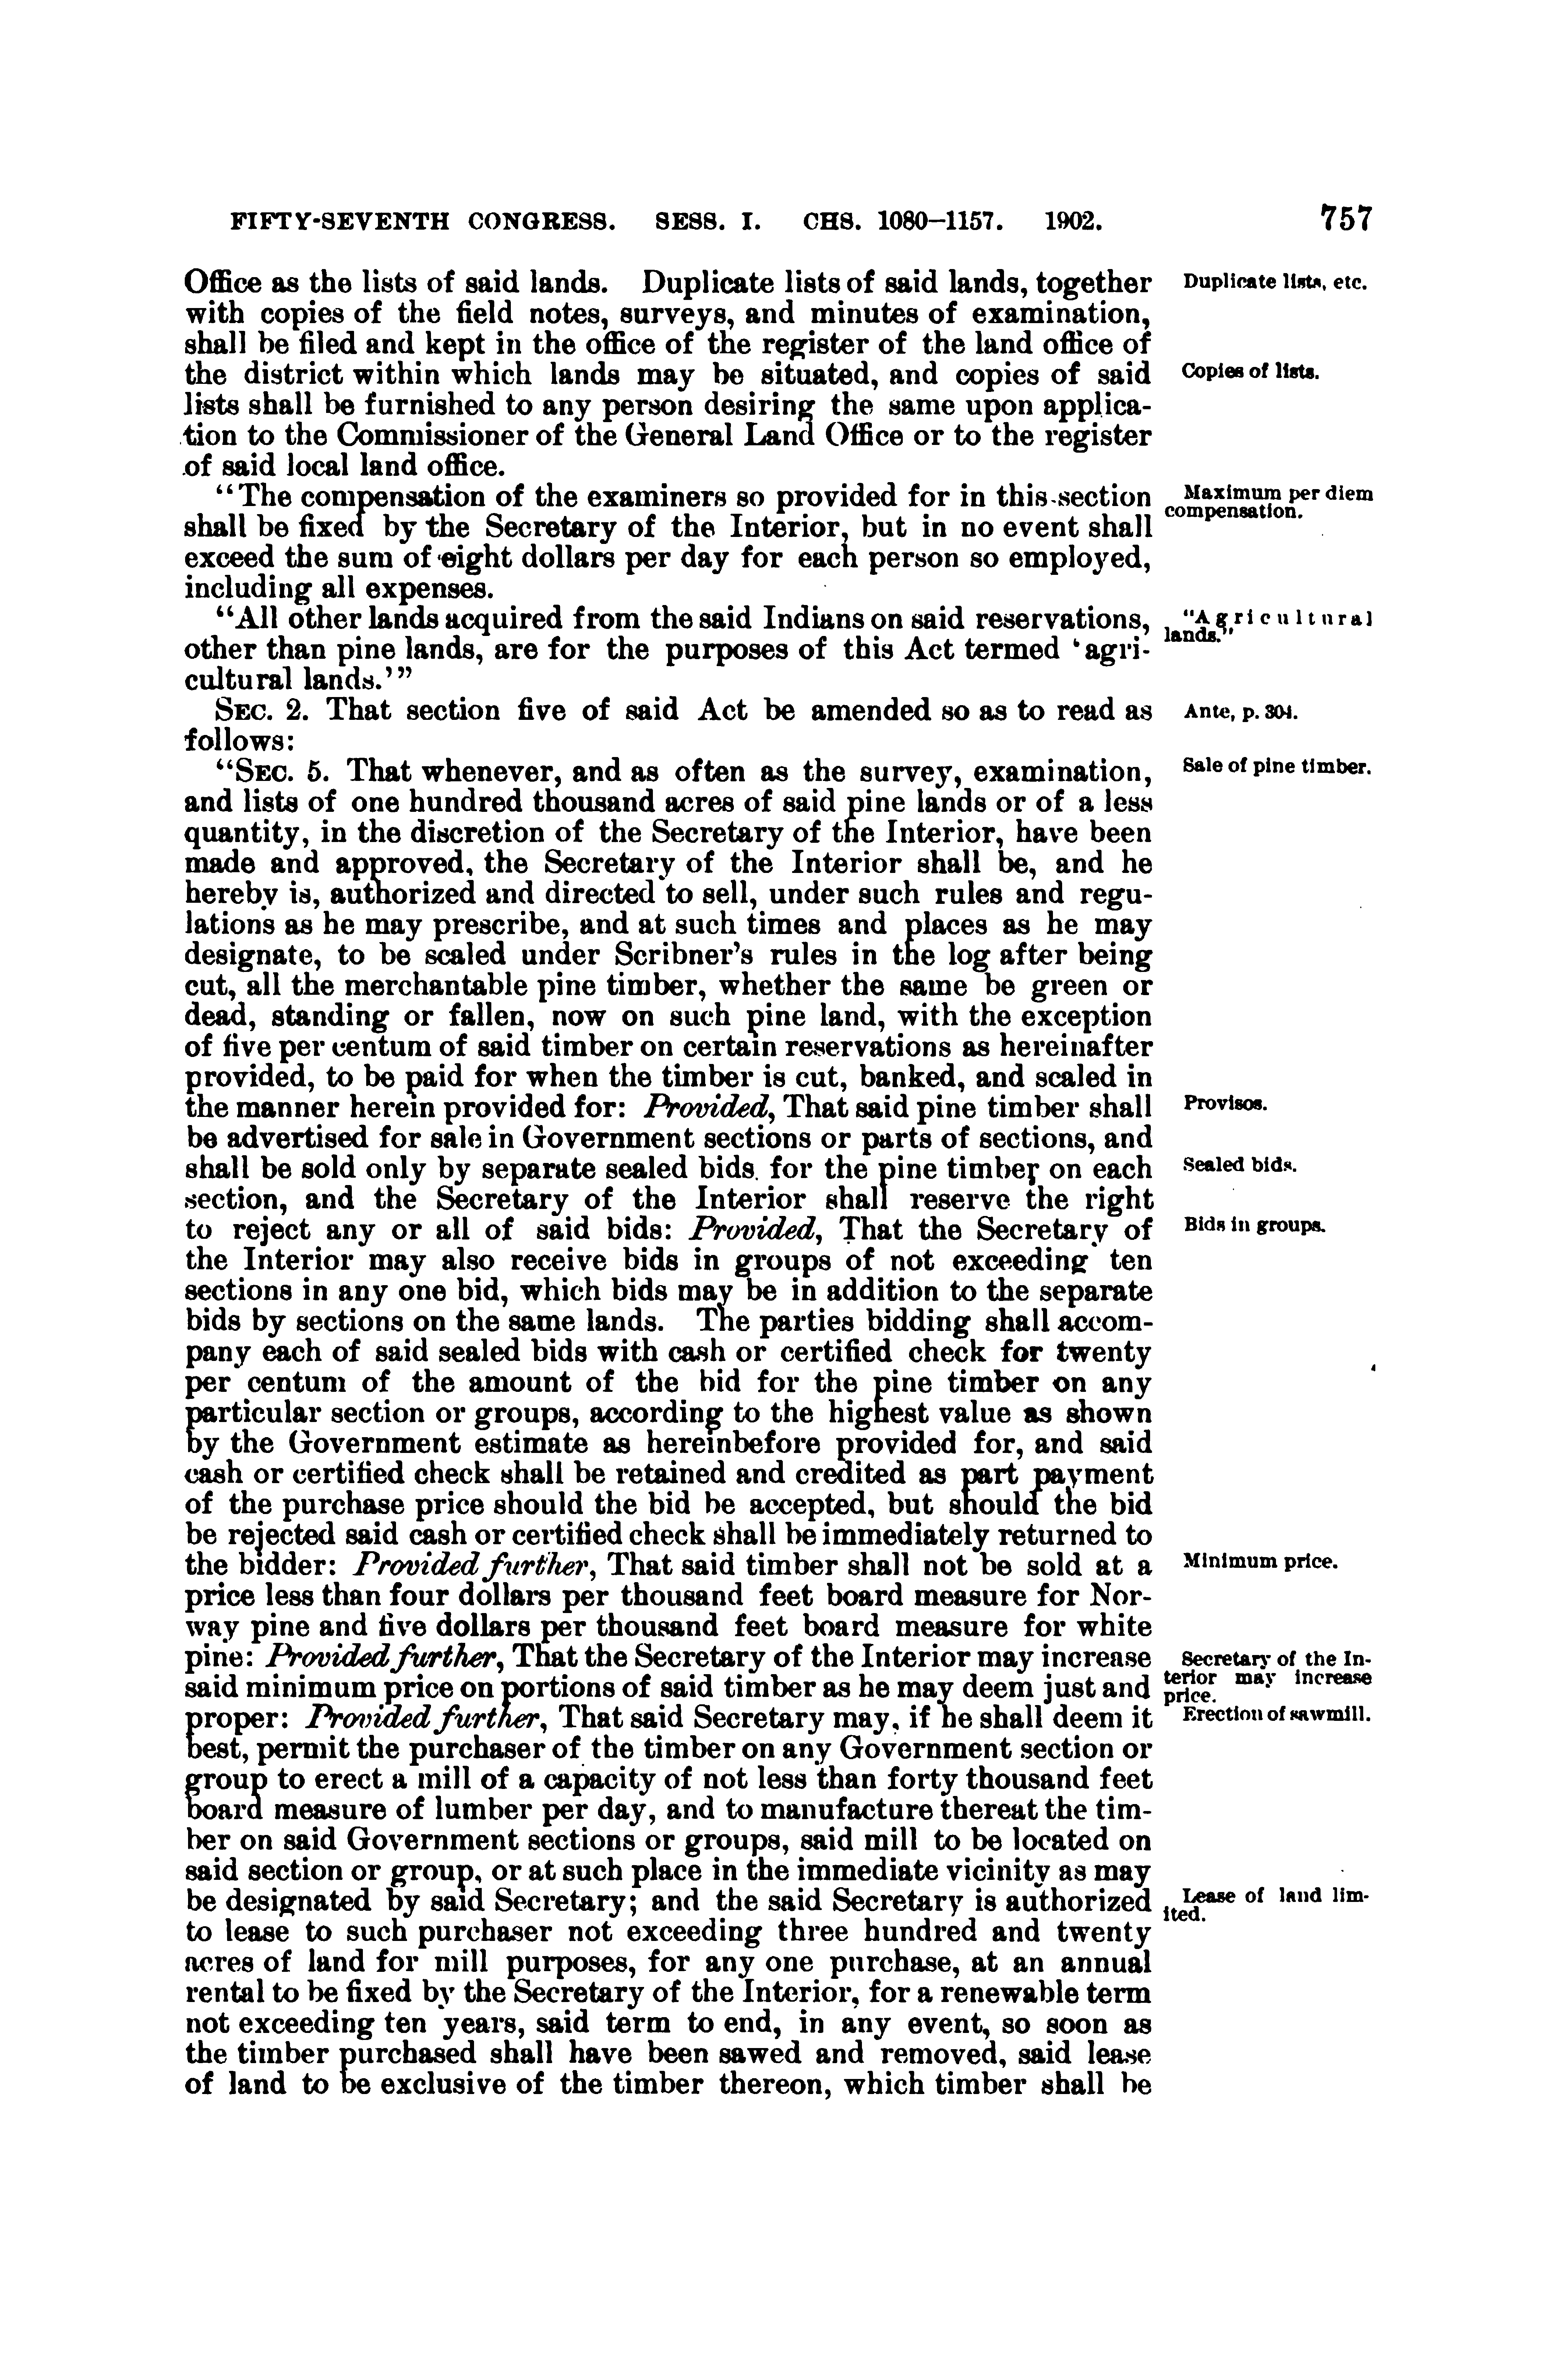 FIFTY-SEVENTH CONGRESS. SESS. I. CHS. 1080–1157. 1902. 757
Office as the lists of said lands. Duplicate lists of said lands, together
Duplicate lists, etc.
with copies of the field notes, surveys, and minutes of examination,
shall be filed and kept in the office of the register of the land office of
the district within which lands may be situated, and copies of said
Copies of lists.
lists shall be furnished to any person desiring the same upon applica-
tion to the Commissioner of the General Land Office or to the register
of said local land office.
“The compensation of the examiners so provided for in this section
Maximum per diem
compensation.
shall be fixed by the Secretary of the Interior, but in no event shall
exceed the sum of eight dollars per day for each person so employed,
including all expenses.
“All other lands acquired from the said Indians on said reservations,
"Agricultural
lands."
other than pine lands, are for the purposes of this Act termed ‘agri-
cultural lands.’”
SEC. 2. That section five of said Act be amended so as to read as
Ante, p. 304.
follows:
“SEC. 5. That whenever, and as often as the survey, examination,
Sale of pine timber.
and lists of one hundred thousand acres of said pine lands or of a less
quantity, in the discretion of the Secretary of the Interior, have been
made and approved, the Secretary of the Interior shall be, and he
hereby is, authorized and directed to sell, under such rules and regu-
lations as he may prescribe, and at such times and places as he may
designate, to be scaled under Scribner’s rules in the log after being
cut, all the merchantable pine timber, whether the same be green or
dead, standing or fallen, now on such pine land, with the exception
of five per centum of said timber on certain reservations as hereinafter
provided, to be paid for when the timber is cut, banked, and scaled in
the manner herein provided for: Provided, That said pine timber shall
Provisos.
be advertised for sale in Government sections or parts of sections, and
shall be sold only by separate sealed bids for the pine timber on each
Sealed bids.
section, and the Secretary of the Interior shall reserve the right
to reject any or all of said bids: Provided, That the Secretary of
Bids in groups.
the Interior may also receive bids in groups of not exceeding ten
sections in any one bid, which bids may be in addition to the separate
bids by sections on the same lands. The parties bidding shall accom-
pany each of said sealed bids with cash or certified check for twenty
per centum of the amount of the bid for the pine timber on any
particular section or groups, according to the highest value as shown
by the Government estimate as hereinbefore provided for, and said
cash or certified check shall be retained and credited as part payment
of the purchase price should the bid be accepted, but should the bid
be rejected said cash or certified check shall be immediately returned to
the bidder: Provided further, That said timber shall not be sold at a
Minimum price.
price less than four dollars per thousand feet board measure for Nor-
way pine and five dollars per thousand feet board measure for white
pine: Provided further, That the Secretary of the Interior may increase
Secretary of the In-
terior may increase
price.
said minimum price on portions of said timber as he may deem just and
proper: Provided further, That said Secretary may, if he shall deem it
Erection of sawmill.
best, permit the purchaser of the timber on any Government section or
group to erect a mill of a capacity of not less than forty thousand feet
board measure of lumber per day, and to manufacture thereat the tim-
ber on said Government sections or groups, said mill to be located on
said section or group, or at such place in the immediate vicinity as may
be designated by said Secretary; and the said Secretary is authorized
Lease of land lim-
ited.
to lease to such purchaser not exceeding three hundred and twenty
acres of land for mill purposes, for any one purchase, at an annual
rental to be fixed by the Secretary of the Interior, for a renewable term
not exceeding ten years, said term to end, in any event, so soon as
the timber purchased shall have been sawed and removed, said lease
of land to be exclusive of the timber thereon, which timber shall be